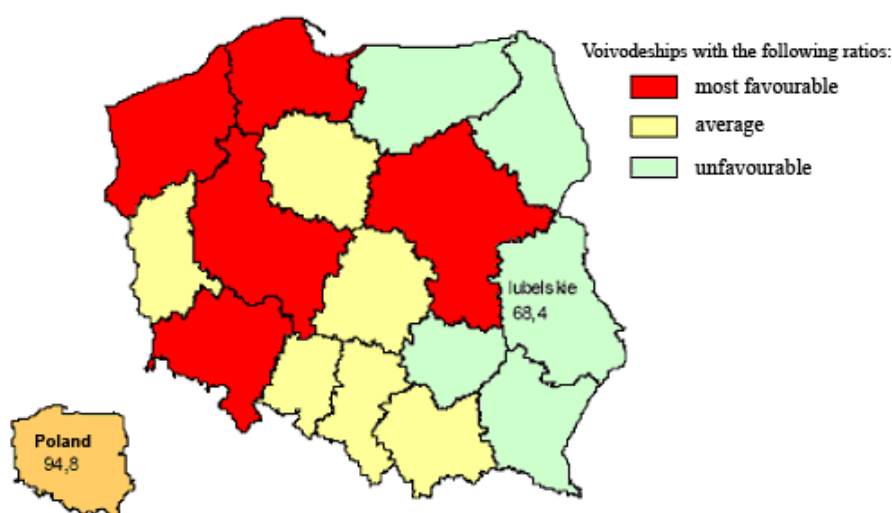 Voivodeships with the following ratios:
most favourable
average
unfavourable
lubelskie
68,4
Poland
94,8